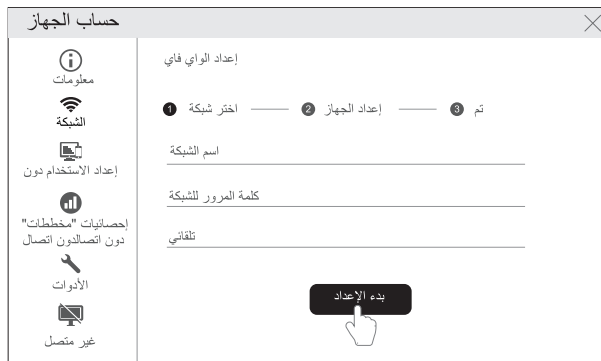 حساب الجهاز
معلومات
الشبكة
إعداد الاستخدام دون
إحصائيات "مخططات"
دون اتصالدون اتصال
الأدوات
غير متصل
إعداد الواي فاي
1 اختر شبكة 2 إعداد الجهاز 3 تم
اسم الشبكة
كلمة المرور للشبكة
تلقائي
بدء الإعداد